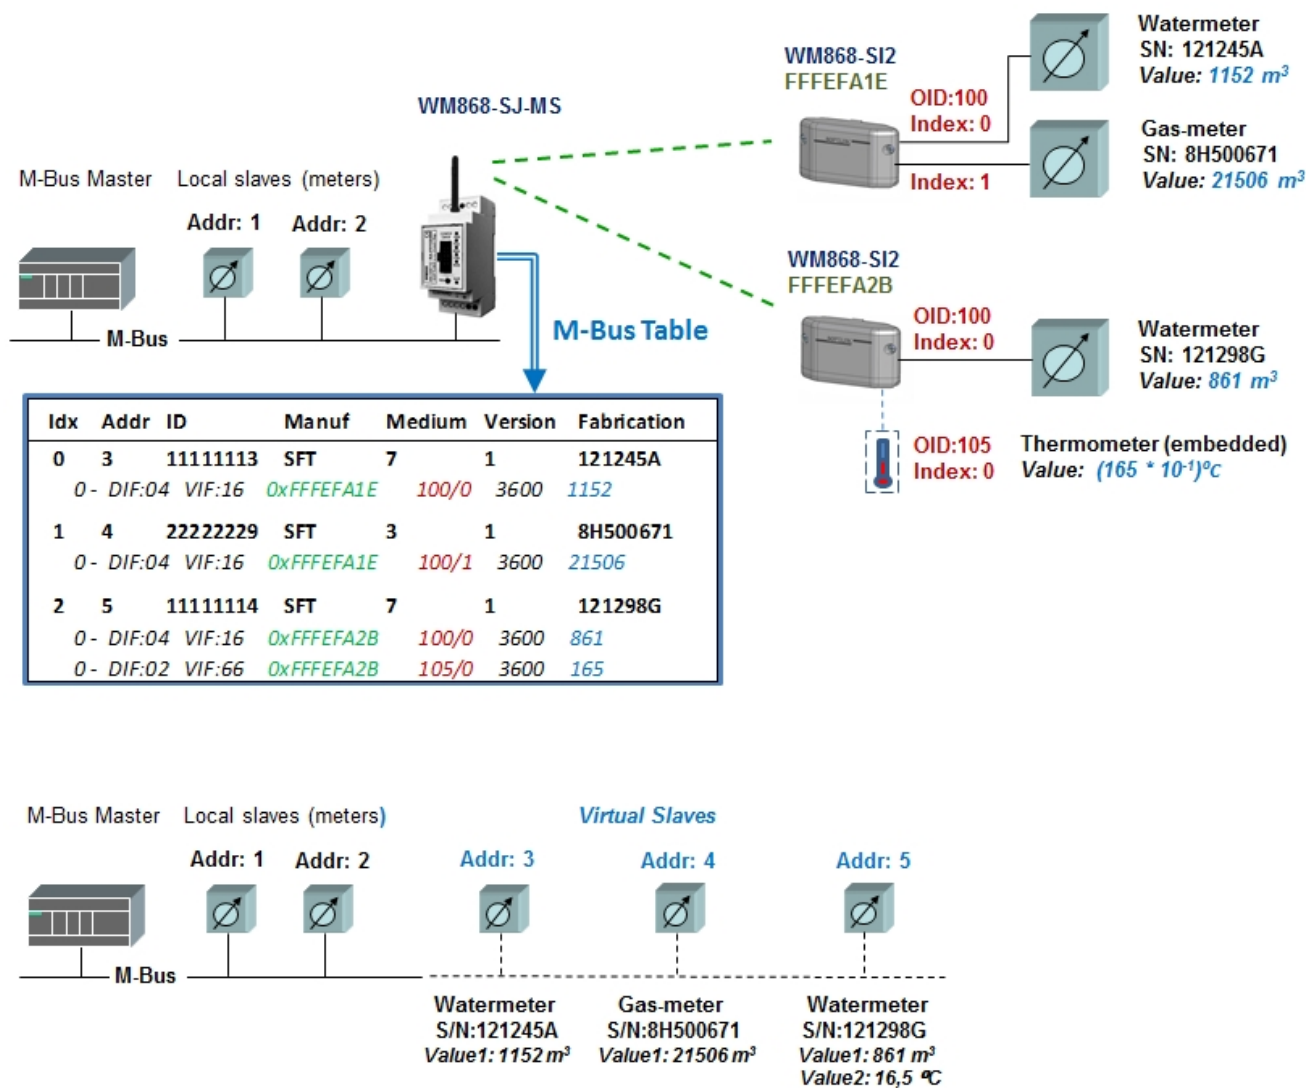 WM868-SJ-MS
WM868-SI2
FFFEFA1E
OID:100
Index: 0
Index: 1
Watermeter
SN: 121245A
Value: 1152 m³
Gas-meter
SN: 8H500671
Value: 21506 m³
M-Bus Master Local slaves (meters)
Addr: 1 Addr: 2
M-Bus
M-Bus Table
WM868-SI2
FFFEFA2B
OID:100
Index: 0
Watermeter
SN: 121298G
Value: 861 m³
OID:105
Index: 0
Thermometer (embedded)
Value: (165 * 10⁻¹)ºC
Idx Addr ID Manuf Medium Version Fabrication
0 3 11111113 SFT 7 1 121245A
0 - DIF:04 VIF:16 0xFFFEFA1E 100/0 3600 1152
1 4 22222229 SFT 3 1 8H500671
0 - DIF:04 VIF:16 0xFFFEFA1E 100/1 3600 21506
2 5 11111114 SFT 7 1 121298G
0 - DIF:04 VIF:16 0xFFFEFA2B 100/0 3600 861
0 - DIF:02 VIF:66 0xFFFEFA2B 105/0 3600 165
M-Bus Master Local slaves (meters) Virtual Slaves
Addr: 1 Addr: 2 Addr: 3 Addr: 4 Addr: 5
M-Bus
Watermeter
S/N:121245A
Value1: 1152 m³
Gas-meter
S/N:8H500671
Value1: 21506 m³
Watermeter
S/N:121298G
Value1: 861 m³
Value2: 16,5 ºC